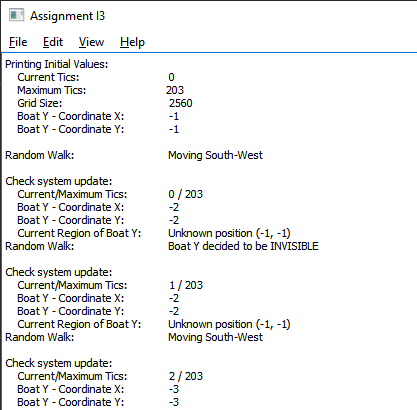 Assignment I3
File Edit View Help
Printing Initial Values:
Current Tics: 0
Maximum Tics: 203
Grid Size: 2560
Boat Y - Coordinate X: -1
Boat Y - Coordinate Y: -1
Random Walk: Moving South-West
Check system update:
Current/Maximum Tics: 0 / 203
Boat Y - Coordinate X: -2
Boat Y - Coordinate Y: -2
Current Region of Boat Y: Unknown position (-1, -1)
Random Walk: Boat Y decided to be INVISIBLE
Check system update:
Current/Maximum Tics: 1 / 203
Boat Y - Coordinate X: -2
Boat Y - Coordinate Y: -2
Current Region of Boat Y: Unknown position (-1, -1)
Random Walk: Moving South-West
Check system update:
Current/Maximum Tics: 2 / 203
Boat Y - Coordinate X: -3
Boat Y - Coordinate Y: -3